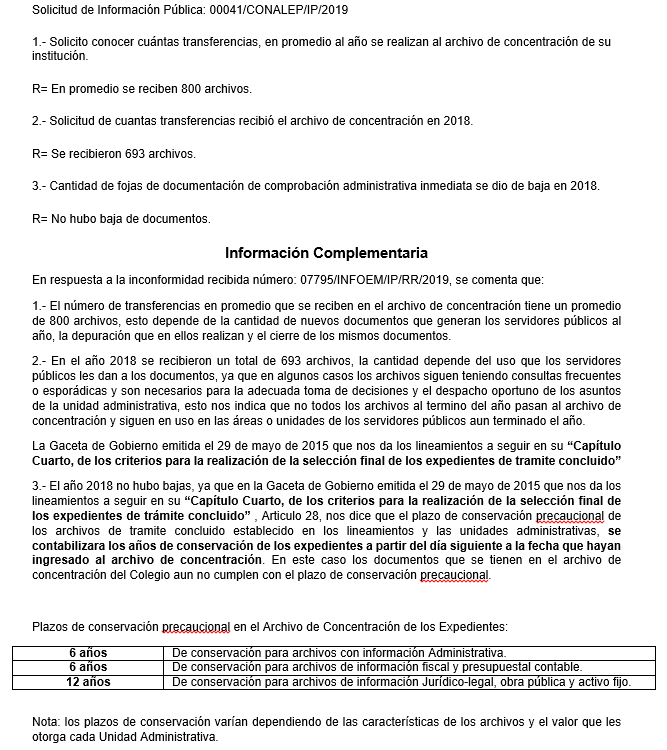 Solicitud de Información Pública: 00041/CONALEP/IP/2019
1.- Solicito conocer cuántas transferencias, en promedio al año se realizan al archivo de concentración de su
institución.
R= En promedio se reciben 800 archivos.
2.- Solicitud de cuantas transferencias recibió el archivo de concentración en 2018.
R= Se recibieron 693 archivos.
3.- Cantidad de fojas de documentación de comprobación administrativa inmediata se dio de baja en 2018.
R= No hubo baja de documentos.
Información Complementaria
En respuesta a la inconformidad recibida número: 07795/INFOEM/IP/RR/2019, se comenta que:
1.- El número de transferencias en promedio que se reciben en el archivo de concentración tiene un promedio
de 800 archivos, esto depende de la cantidad de nuevos documentos que generan los servidores públicos al
año, la depuración que en ellos realizan y el cierre de los mismos documentos.
2.- En el año 2018 se recibieron un total de 693 archivos, la cantidad depende del uso que los servidores
públicos les dan a los documentos, ya que en algunos casos los archivos siguen teniendo consultas frecuentes
o esporádicas y son necesarios para la adecuada toma de decisiones y el despacho oportuno de los asuntos
de la unidad administrativa, esto nos indica que no todos los archivos al termino del año pasan al archivo de
concentración y siguen en uso en las áreas o unidades de los servidores públicos aun terminado el año.
La Gaceta de Gobierno emitida el 29 de mayo de 2015 que nos da los lineamientos a seguir en su “Capítulo
Cuarto, de los criterios para la realización de la selección final de los expedientes de tramite concluido”
3.- El año 2018 no hubo bajas, ya que en la Gaceta de Gobierno emitida el 29 de mayo de 2015 que nos da los
lineamientos a seguir en su “Capítulo Cuarto, de los criterios para la realización de la selección final de
los expedientes de trámite concluido” , Articulo 28, nos dice que el plazo de conservación precaucional de
los archivos de tramite concluido establecido en los lineamientos y las unidades administrativas, se
contabilizara los años de conservación de los expedientes a partir del día siguiente a la fecha que hayan
ingresado al archivo de concentración. En este caso los documentos que se tienen en el archivo de
concentración del Colegio aun no cumplen con el plazo de conservación precaucional.
Plazos de conservación precaucional en el Archivo de Concentración de los Expedientes:
6 años De conservación para archivos con información Administrativa.
6 años De conservación para archivos de información fiscal y presupuestal contable.
12 años De conservación para archivos de información Jurídico-legal, obra pública y activo fijo.
Nota: los plazos de conservación varían dependiendo de las características de los archivos y el valor que les
otorga cada Unidad Administrativa.